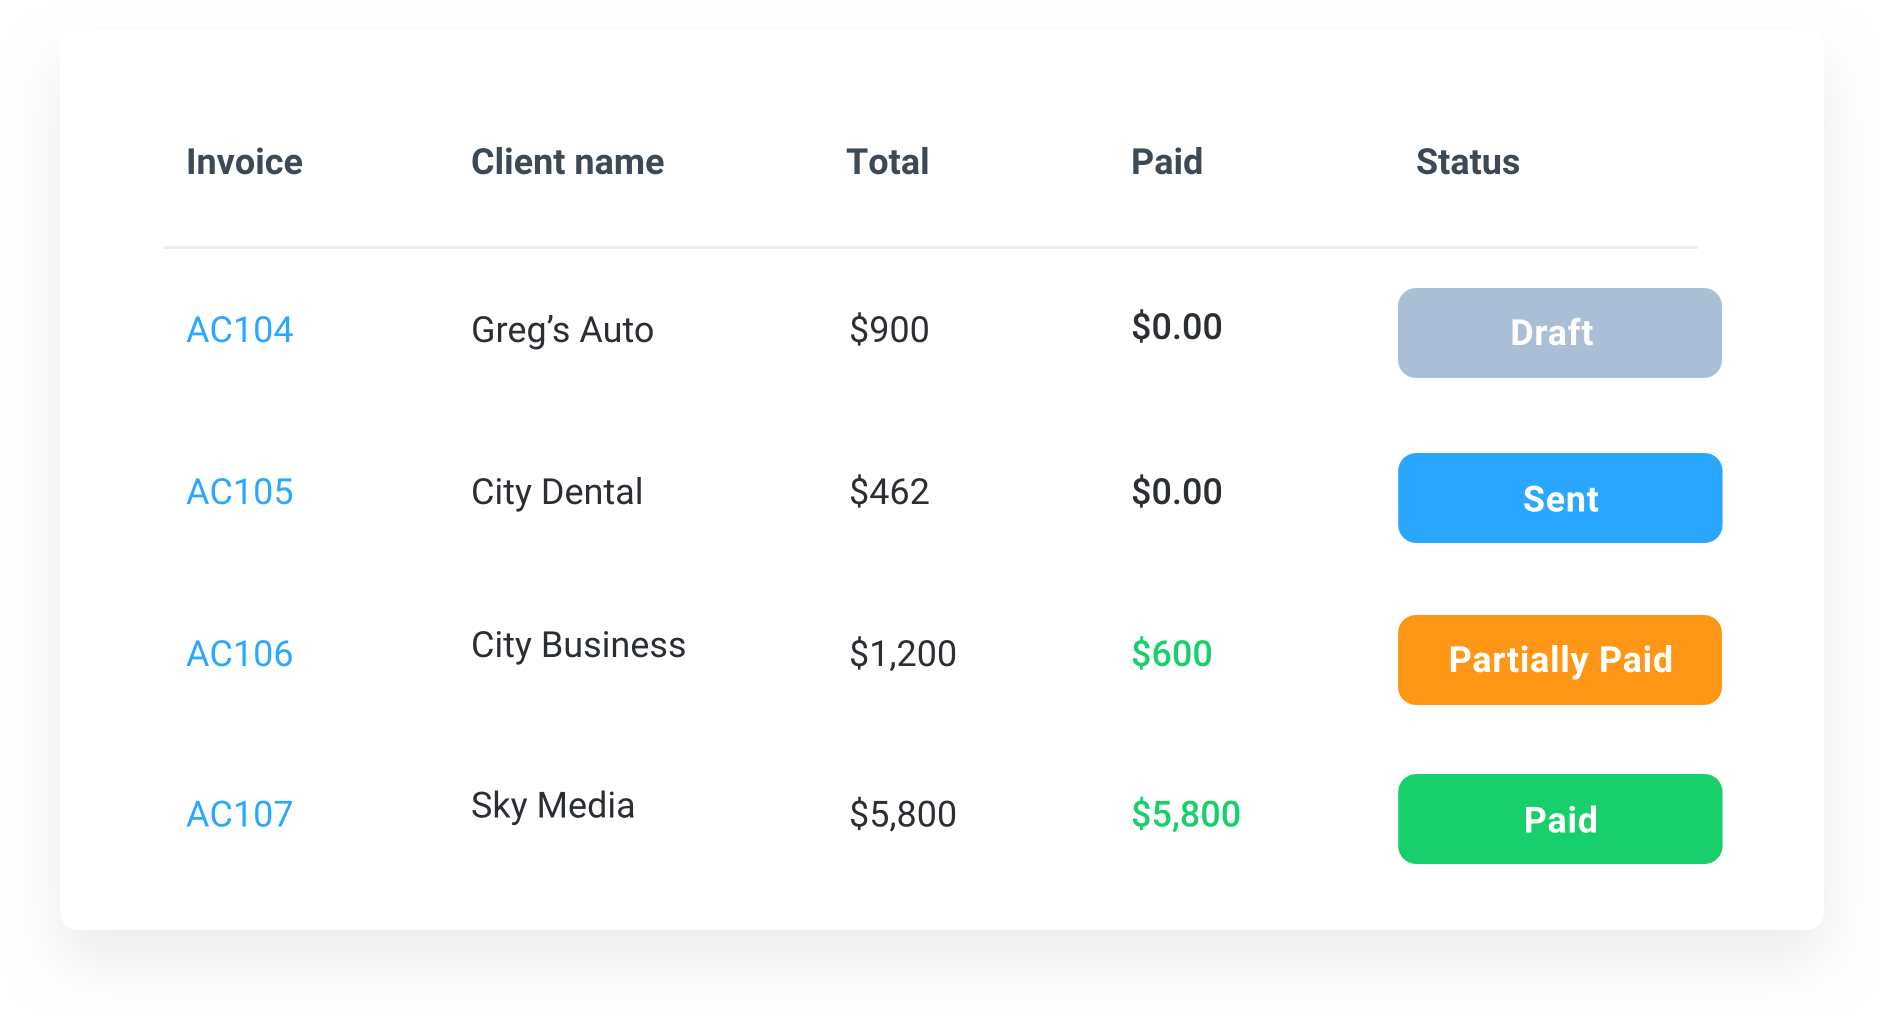 Invoice Client name Total Paid Status
AC104 Greg’s Auto $900 $0.00 Draft
AC105 City Dental $462 $0.00 Sent
AC106 City Business $1,200 $600 Partially Paid
AC107 Sky Media $5,800 $5,800 Paid